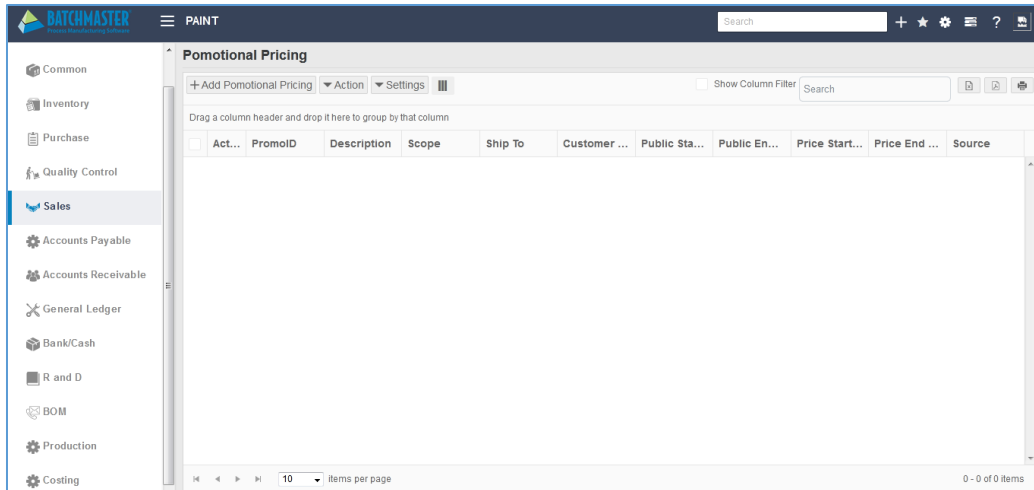 BATCHMASTER
Process Manufacturing Software
PAINT
Search
Common
Inventory
Purchase
Quality Control
Sales
Accounts Payable
Accounts Receivable
General Ledger
Bank/Cash
R and D
BOM
Production
Costing
Pomotional Pricing
+Add Pomotional Pricing Action Settings Show Column Filter Search
Drag a column header and drop it here to group by that column
Act... PromoID Description Scope Ship To Customer ... Public Sta... Public En... Price Start... Price End ... Source
10 items per page 0 - 0 of 0 items